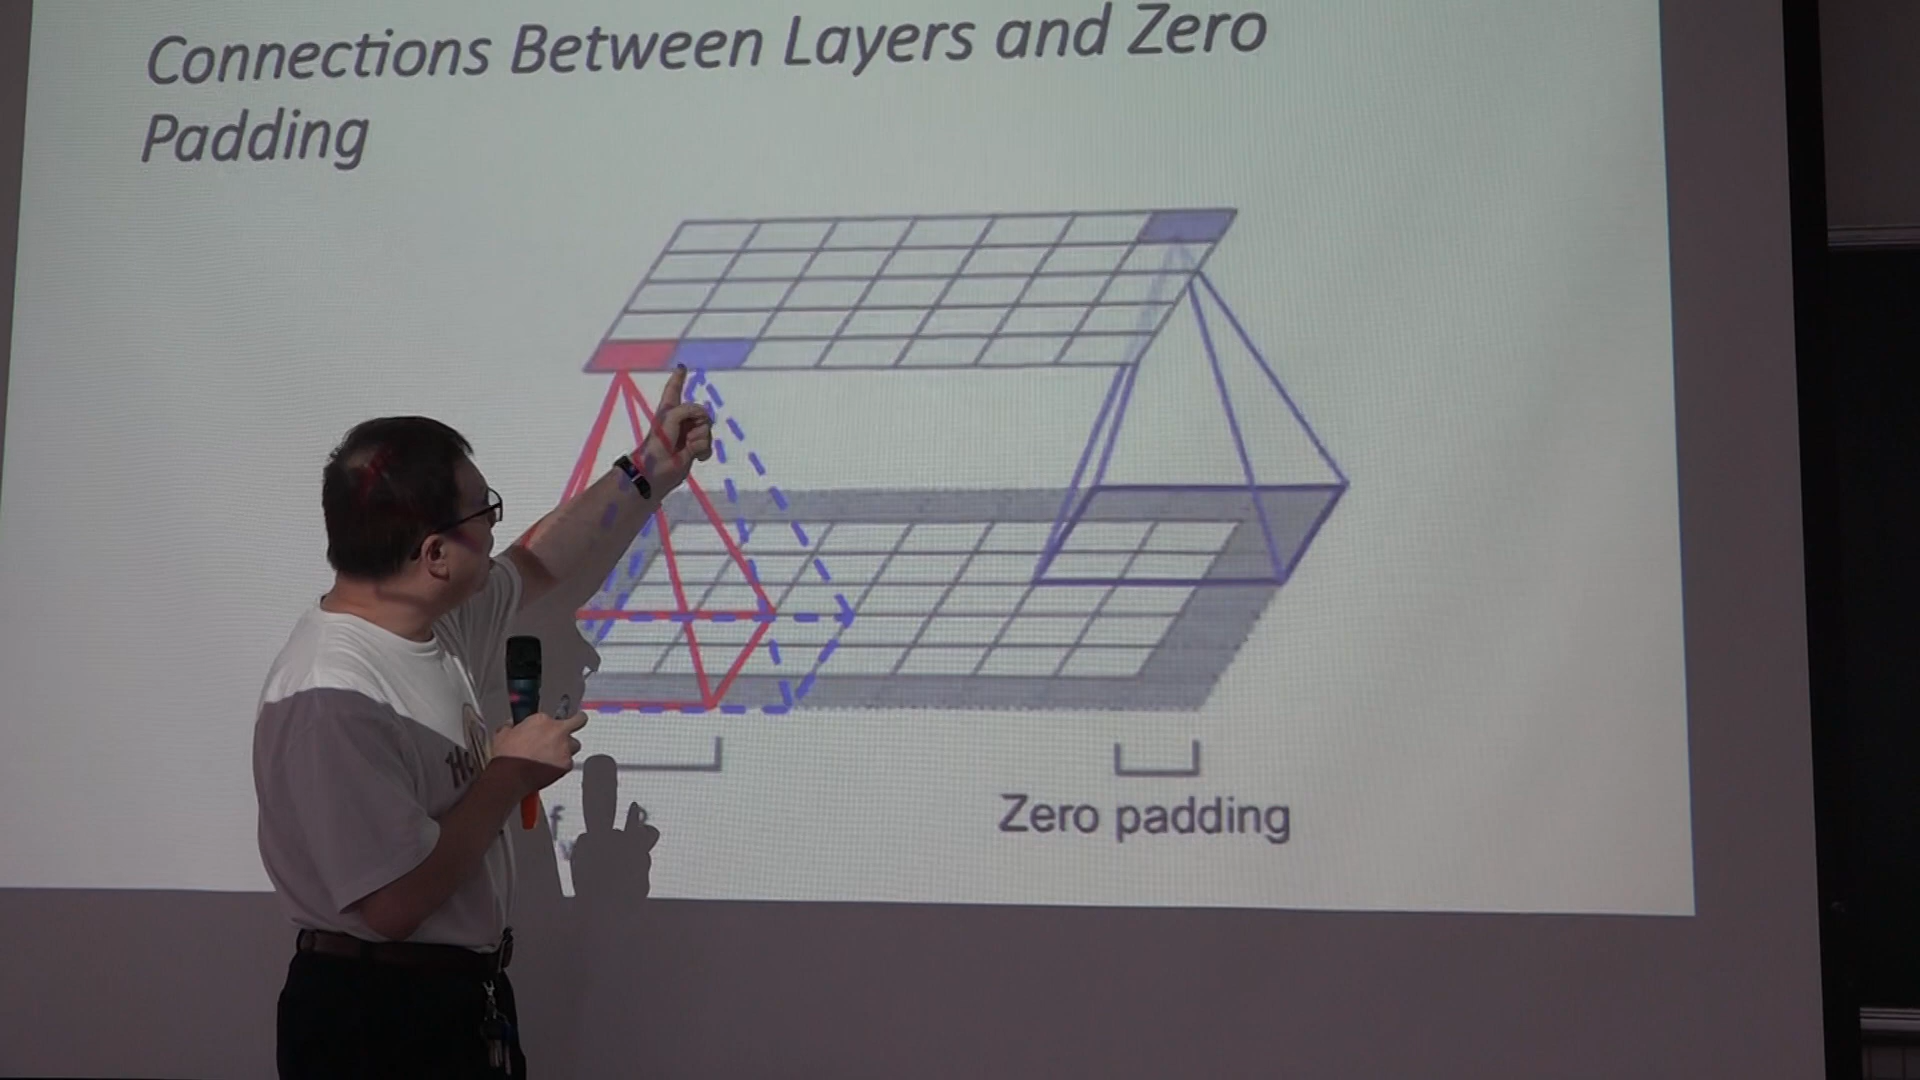 Connections Between Layers and Zero
Padding
Zero padding